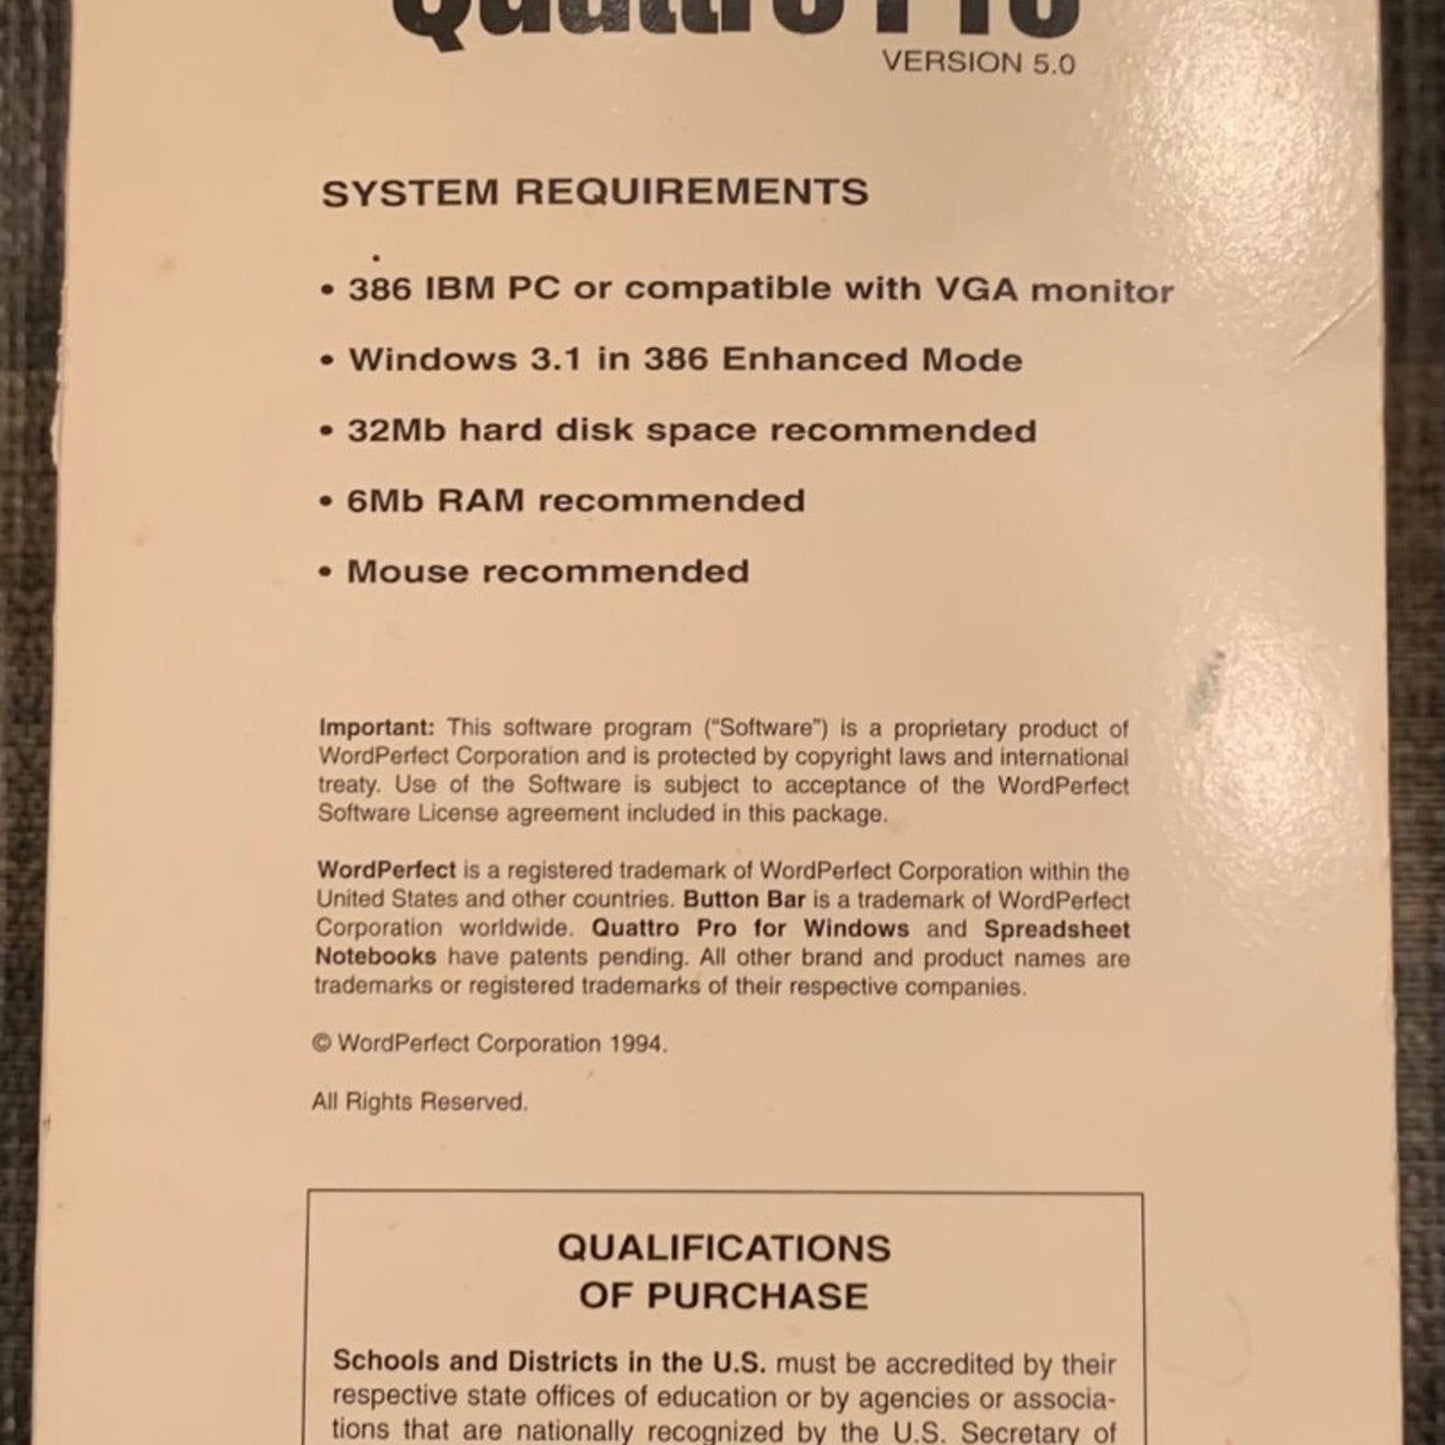 Quattro Pro
VERSION 5.0
SYSTEM REQUIREMENTS
• 386 IBM PC or compatible with VGA monitor
• Windows 3.1 in 386 Enhanced Mode
• 32Mb hard disk space recommended
• 6Mb RAM recommended
• Mouse recommended
Important: This software program (“Software”) is a proprietary product of
WordPerfect Corporation and is protected by copyright laws and international
treaty. Use of the Software is subject to acceptance of the WordPerfect
Software License agreement included in this package.
WordPerfect is a registered trademark of WordPerfect Corporation within the
United States and other countries. Button Bar is a trademark of WordPerfect
Corporation worldwide. Quattro Pro for Windows and Spreadsheet
Notebooks have patents pending. All other brand and product names are
trademarks or registered trademarks of their respective companies.
© WordPerfect Corporation 1994.
All Rights Reserved.
QUALIFICATIONS
OF PURCHASE
Schools and Districts in the U.S. must be accredited by their
respective state offices of education or by agencies or associa-
tions that are nationally recognized by the U.S. Secretary of